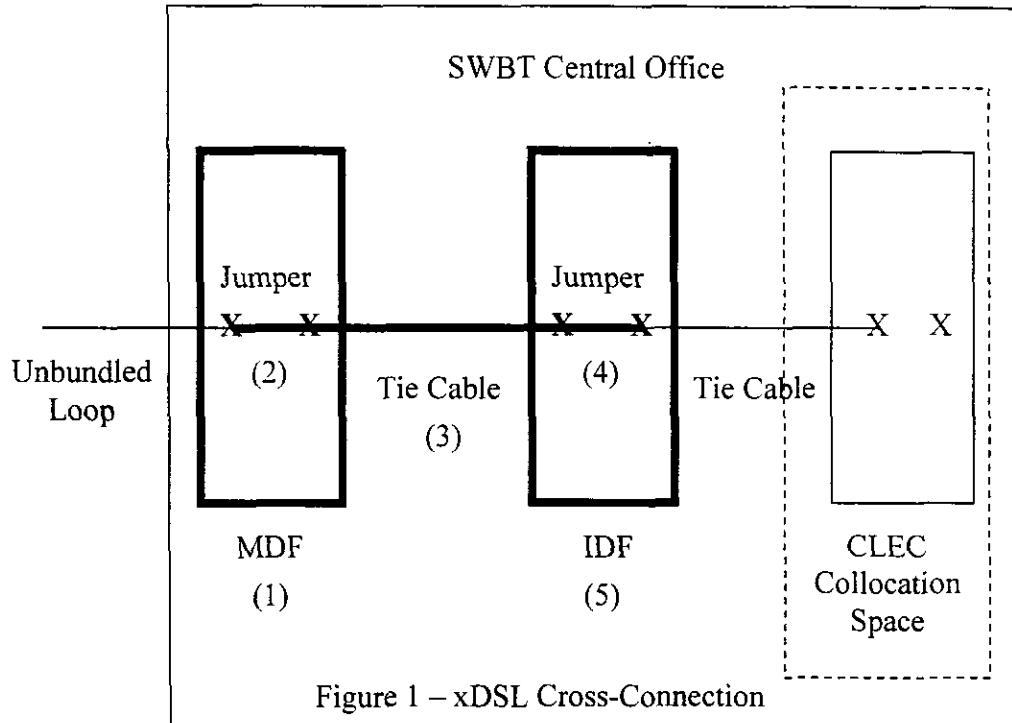 SWBT Central Office
Jumper
Jumper
X X
X X
X X
Unbundled
Loop
(2)
Tie Cable
(3)
(4)
Tie Cable
MDF
(1)
IDF
(5)
CLEC
Collocation
Space
Figure 1 – xDSL Cross-Connection